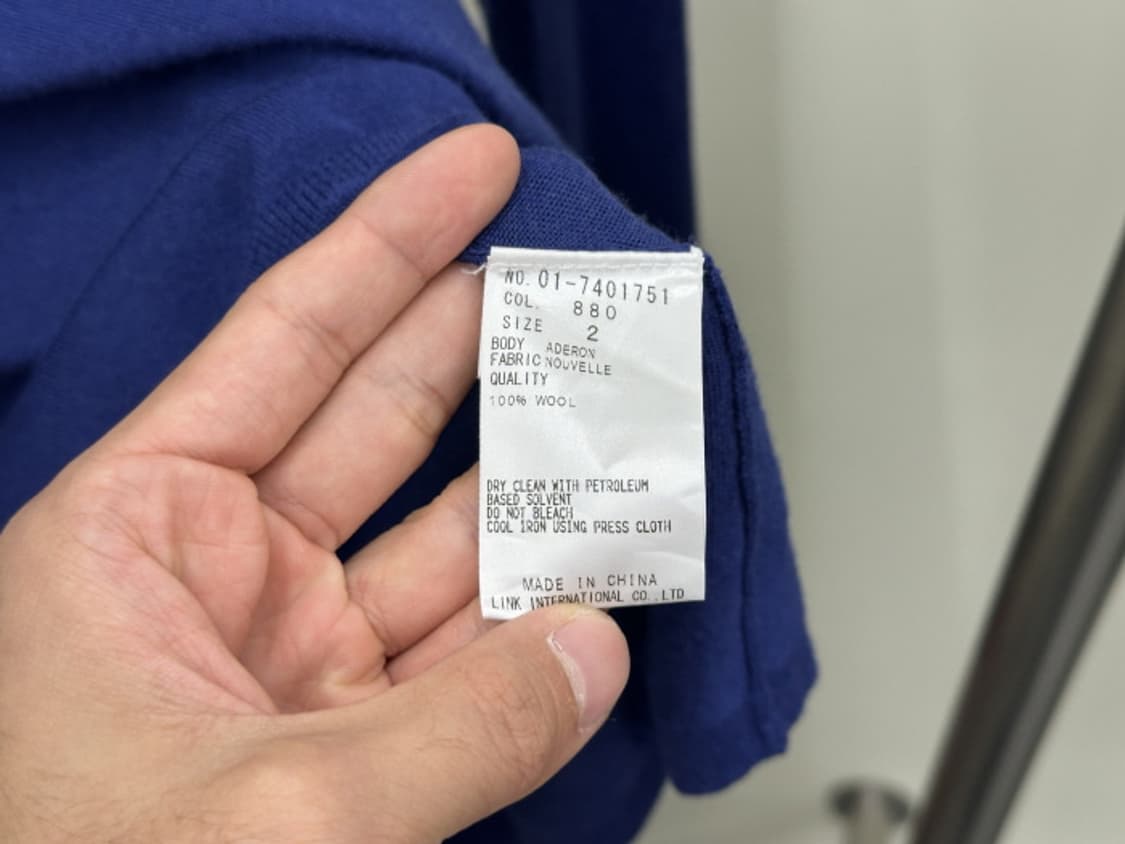 NO. 01-7401751
COL. 880
SIZE 2
BODY ADERON
FABRIC NOUVELLE
QUALITY
100% WOOL
DRY CLEAN WITH PETROLEUM
BASED SOLVENT
DO NOT BLEACH
COOL IRON USING PRESS CLOTH
MADE IN CHINA
LINK INTERNATIONAL CO.,LTD